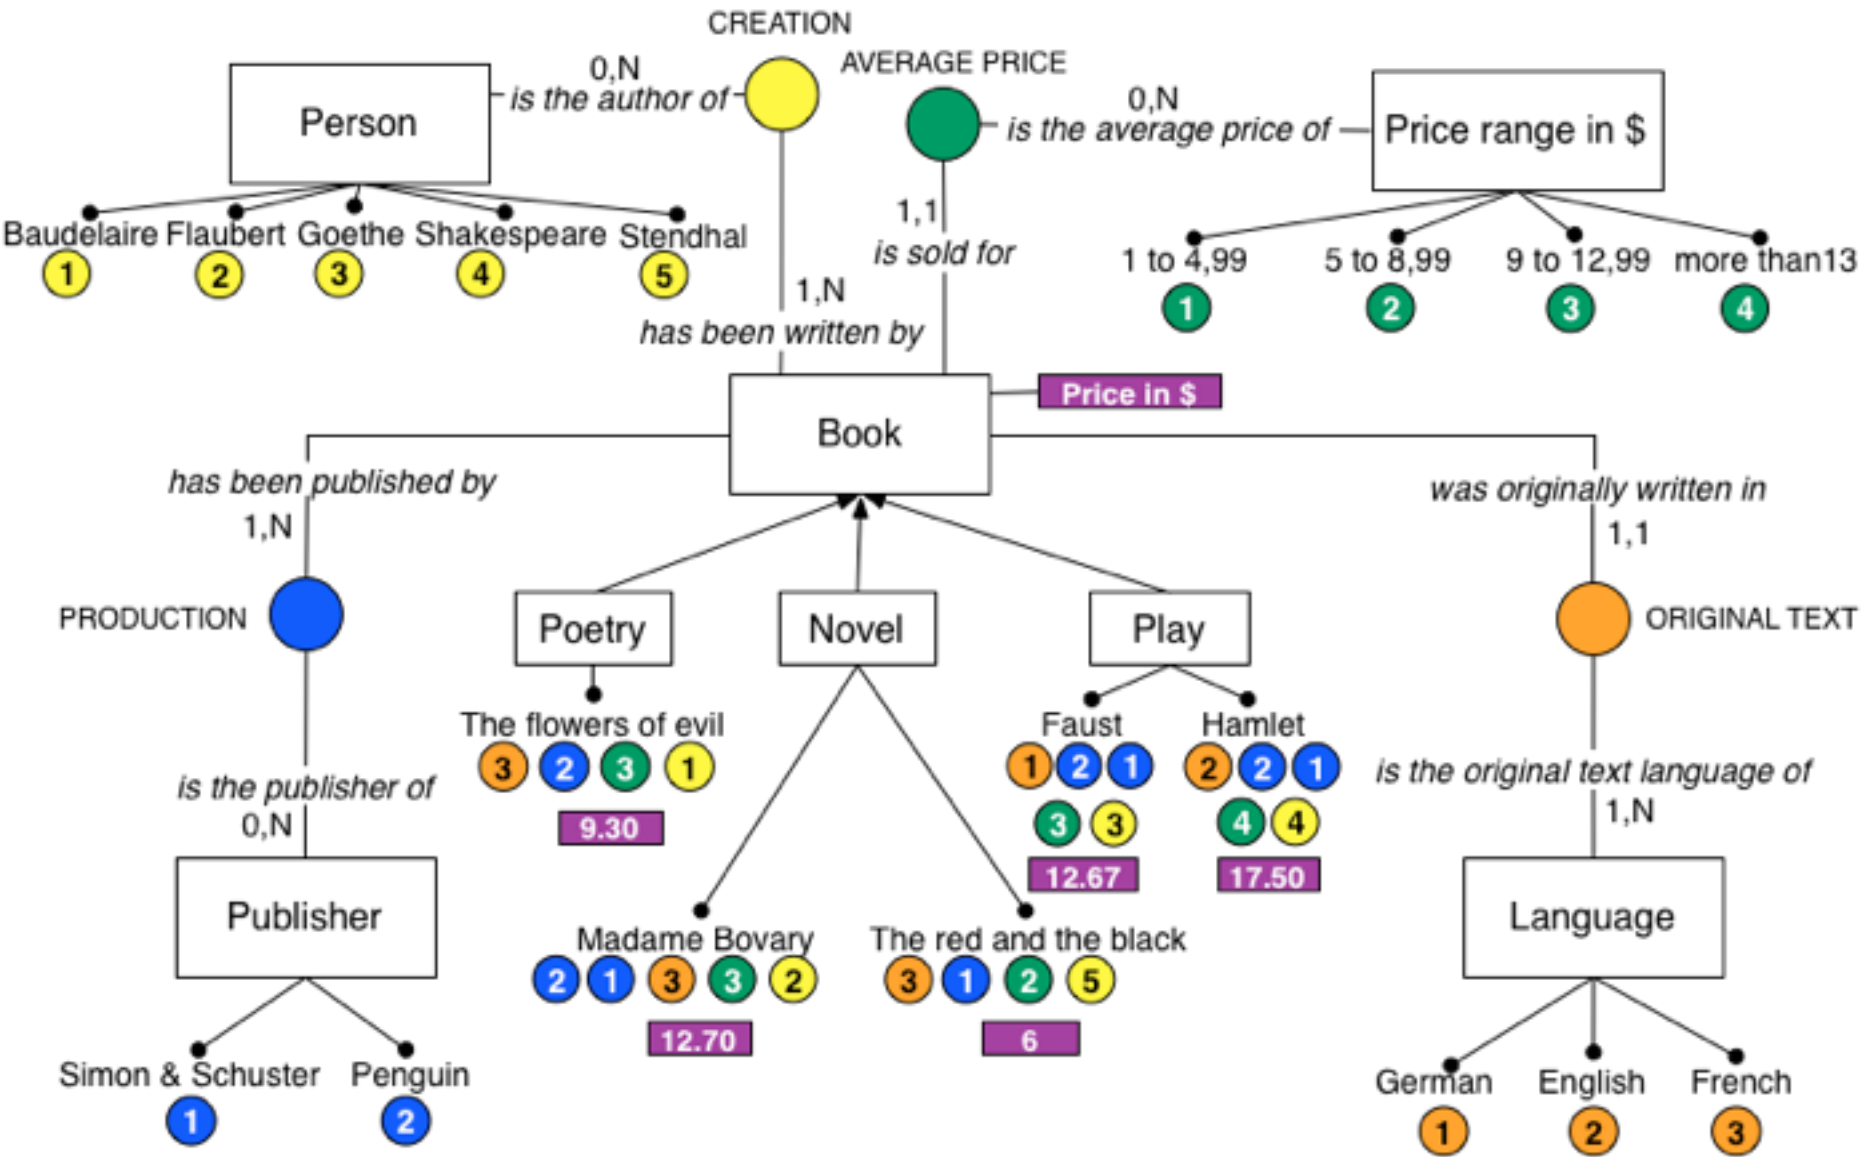 CREATION
AVERAGE PRICE
0,N
is the author of
0,N
is the average price of
Person
Price range in $
Baudelaire Flaubert Goethe Shakespeare Stendhal
1 2 3 4 5
1,1
is sold for
1 to 4,99 5 to 8,99 9 to 12,99 more than13
1 2 3 4
1,N
has been written by
Price in $
Book
has been published by
1,N
was originally written in
1,1
PRODUCTION
Poetry
Novel
Play
ORIGINAL TEXT
The flowers of evil
3 2 3 1
9.30
Faust
1 2 1
3 3
12.67
Hamlet
2 2 1
4 4
17.50
is the publisher of
0,N
is the original text language of
1,N
Publisher
Madame Bovary
2 1 3 3 2
12.70
The red and the black
3 1 2 5
6
Language
Simon & Schuster Penguin
1 2
German English French
1 2 3